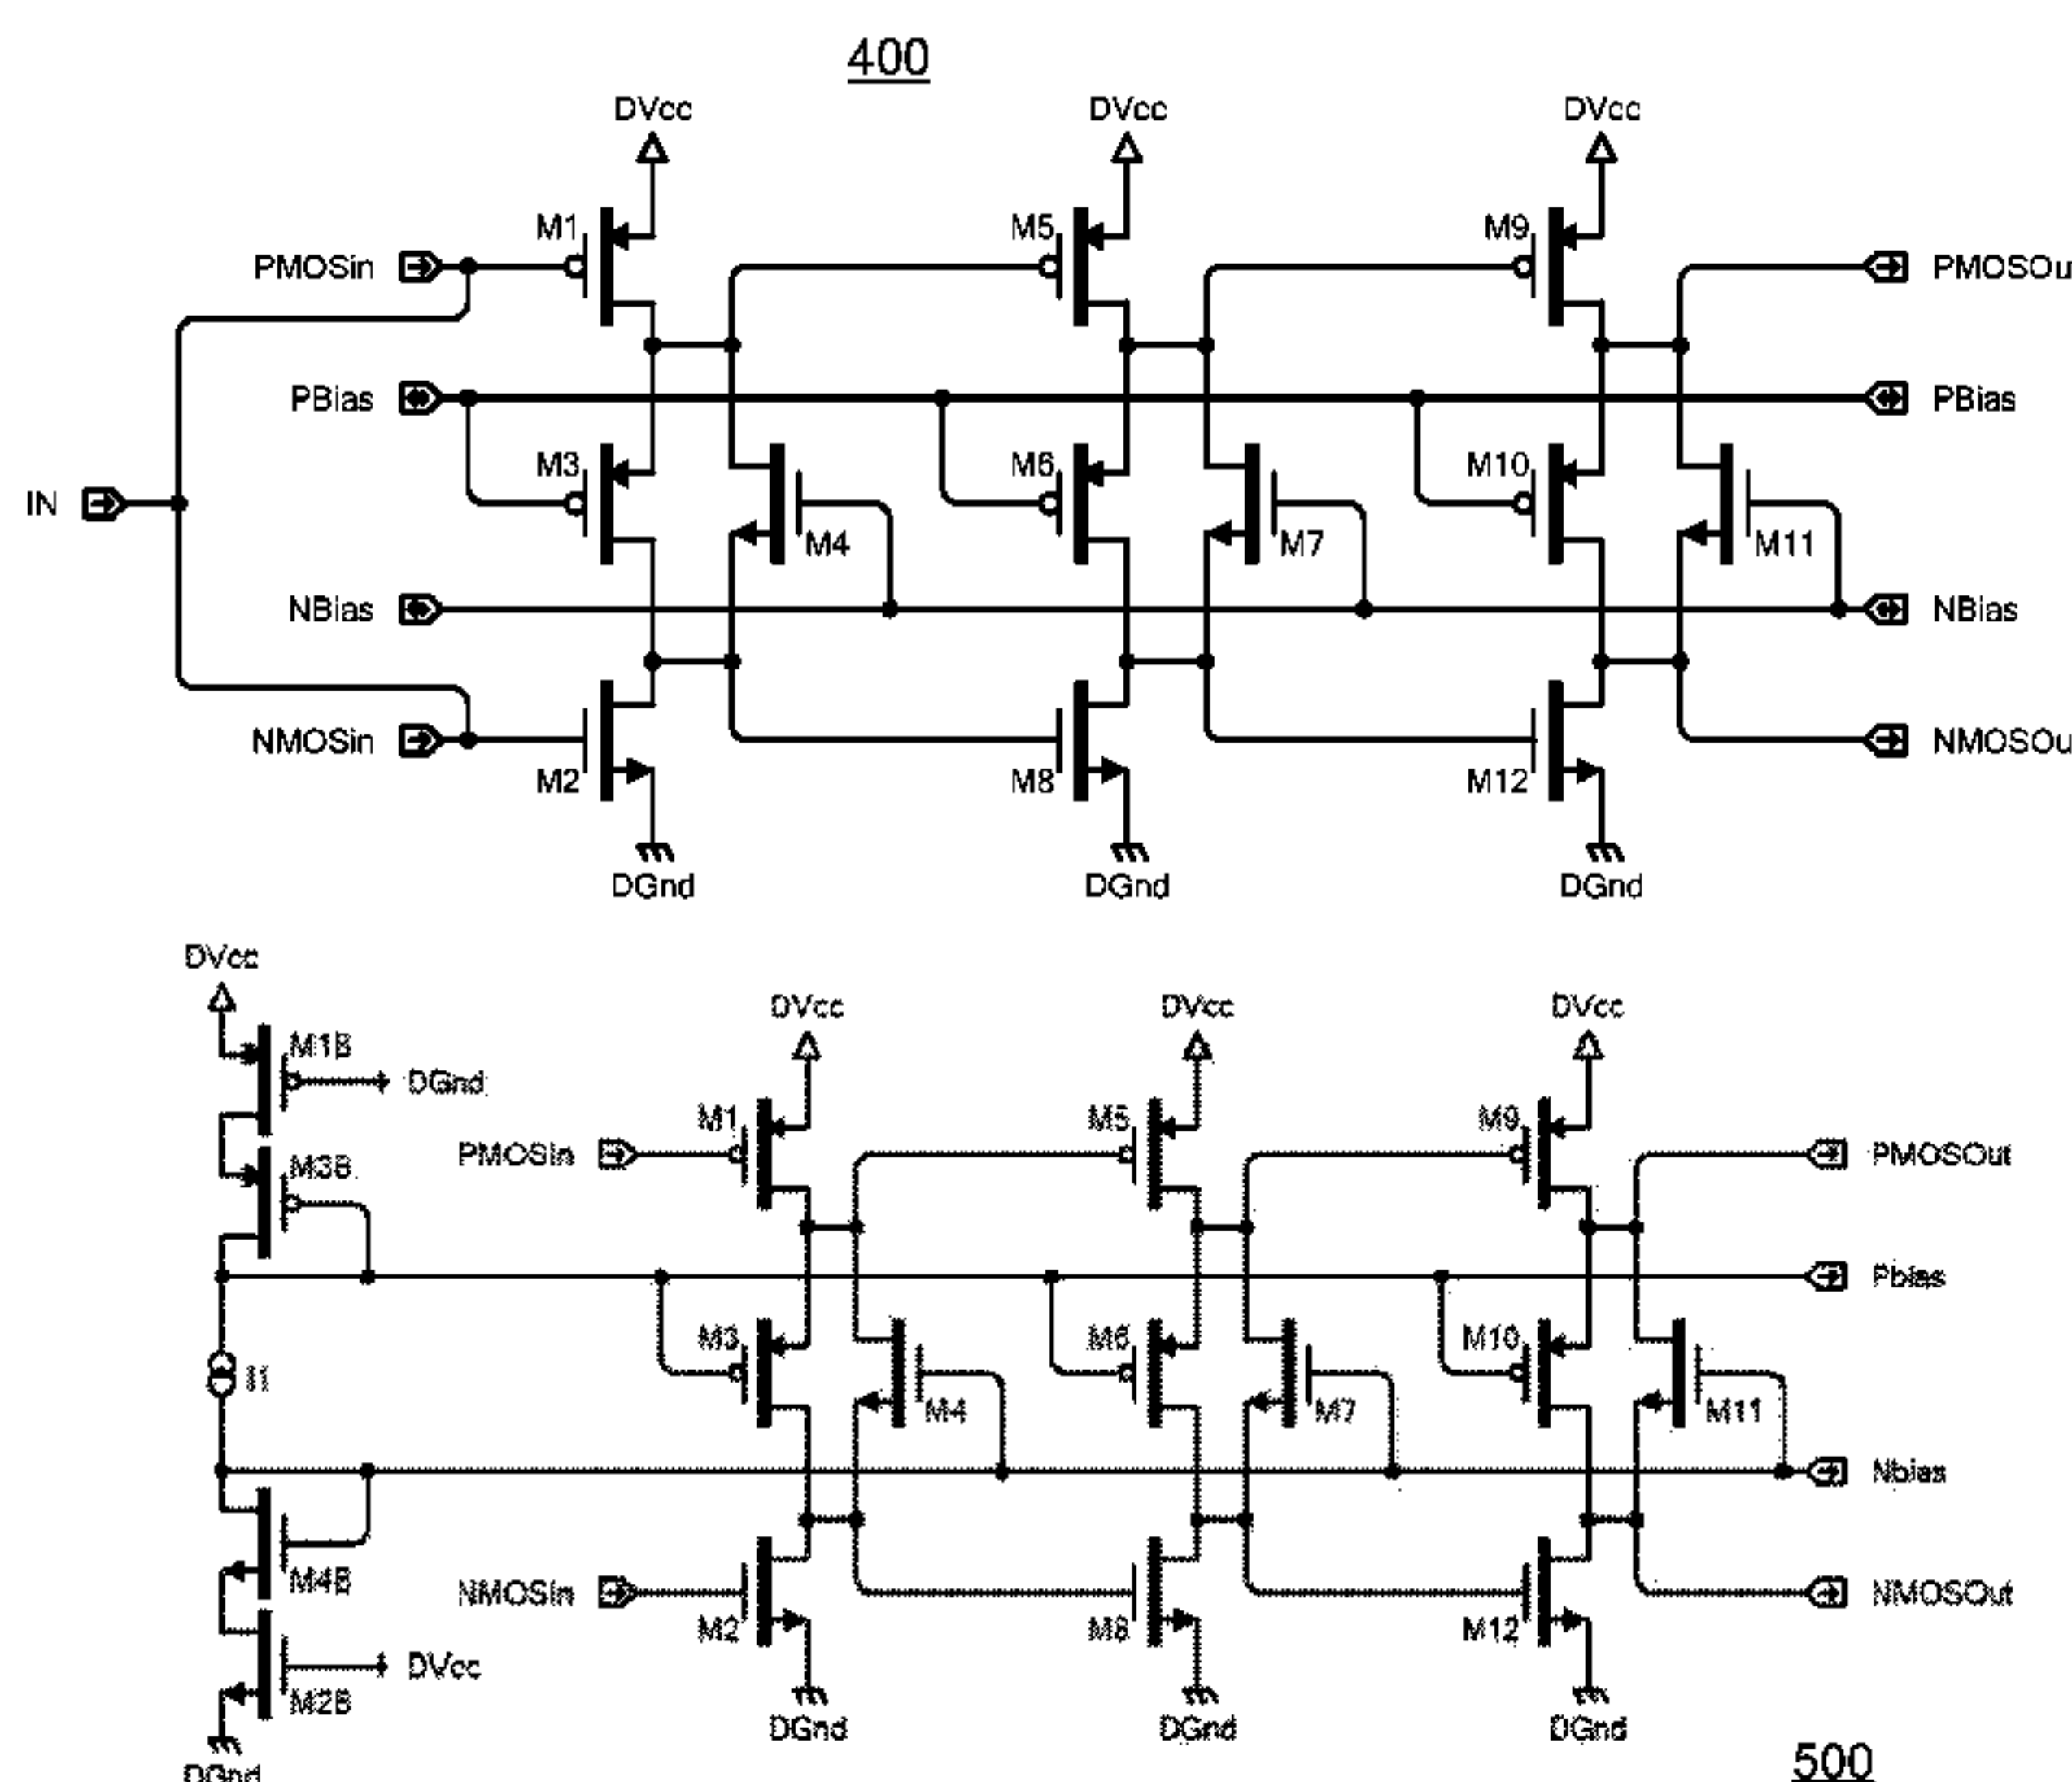 400
DVcc DVcc DVcc
M1 M5 M9
PMOSin PMOSOu
PBias PBias
M3 M6 M10
IN
M4 M7 M11
NBias NBias
NMOSin NMOSOu
M2 M8 M12
DGnd DGnd DGnd
DVcc
DVcc DVcc DVcc
M1B
DGnd
M1 M5 M9
PMOSin PMOSOut
M3B
Pbias
M3 M6 M10
I1
M4 M7 M11
Nbias
M4B
NMOSin NMOSOut
M2 M8 M12
DVcc
M2B
DGnd DGnd DGnd
500
DGnd